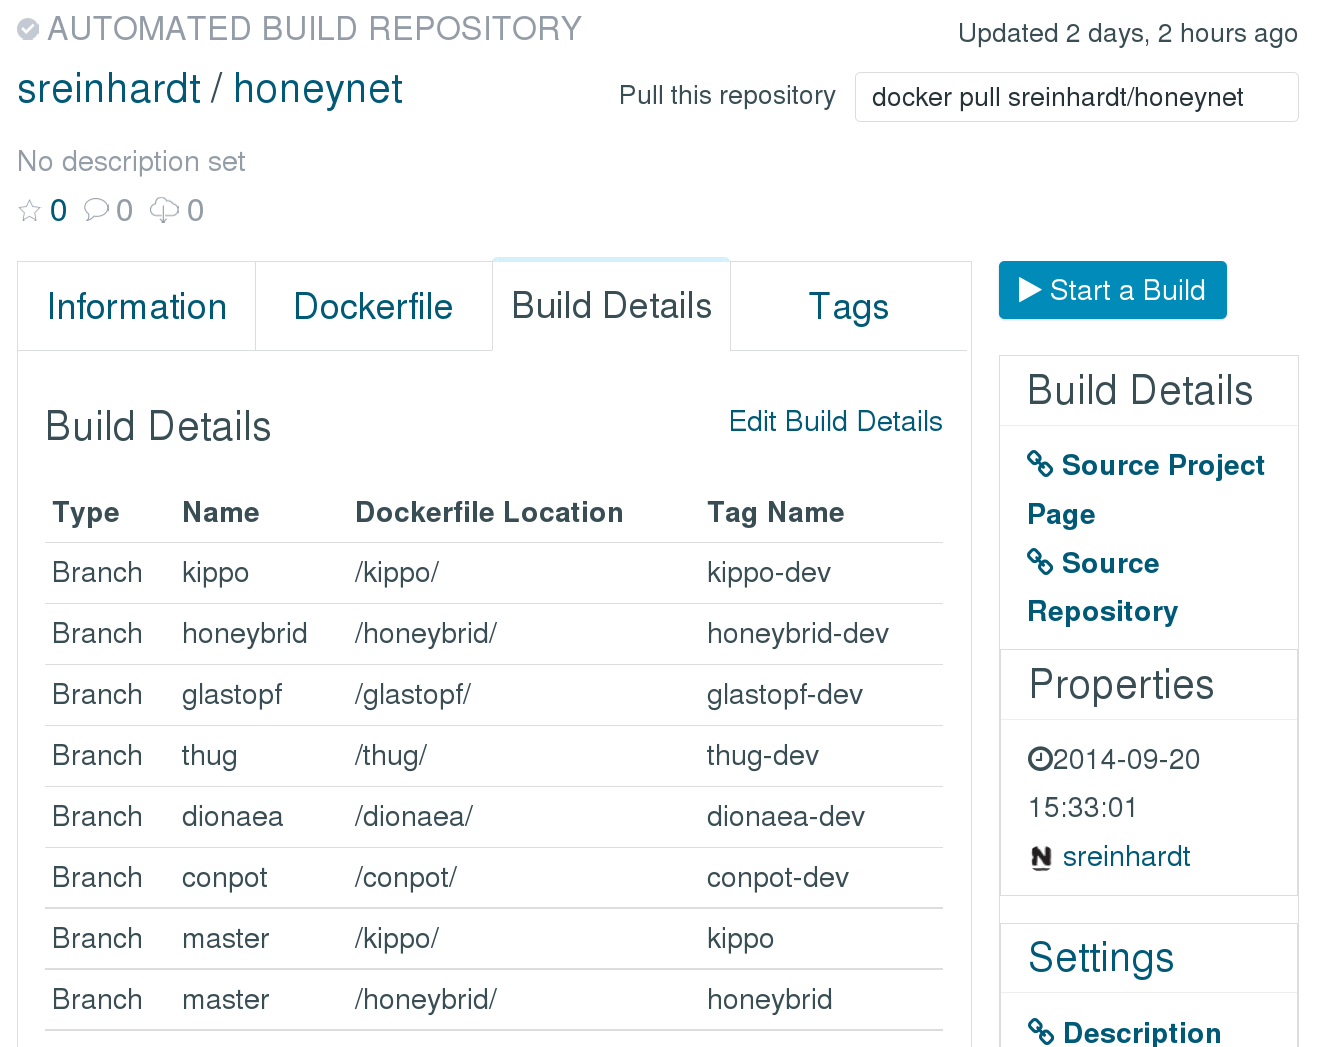 AUTOMATED BUILD REPOSITORY
Updated 2 days, 2 hours ago
sreinhardt / honeynet
Pull this repository docker pull sreinhardt/honeynet
No description set
0 0 0
Information Dockerfile Build Details Tags
Start a Build
Build Details Edit Build Details
Type Name Dockerfile Location Tag Name
Branch kippo /kippo/ kippo-dev
Branch honeybrid /honeybrid/ honeybrid-dev
Branch glastopf /glastopf/ glastopf-dev
Branch thug /thug/ thug-dev
Branch dionaea /dionaea/ dionaea-dev
Branch conpot /conpot/ conpot-dev
Branch master /kippo/ kippo
Branch master /honeybrid/ honeybrid
Build Details
Source Project
Page
Source
Repository
Properties
2014-09-20
15:33:01
N sreinhardt
Settings
Description